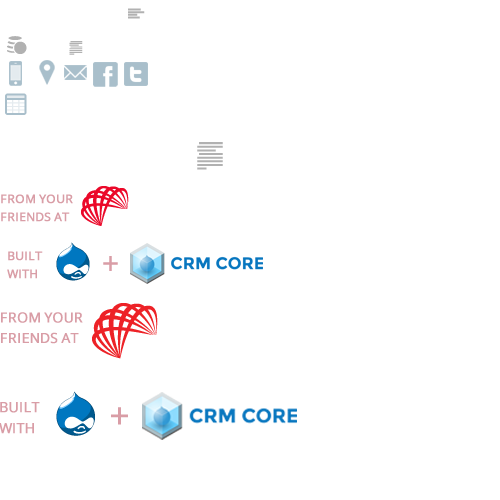 FROM YOUR
FRIENDS AT
BUILT
WITH
+ CRM CORE
FROM YOUR
FRIENDS AT
BUILT
WITH
+ CRM CORE